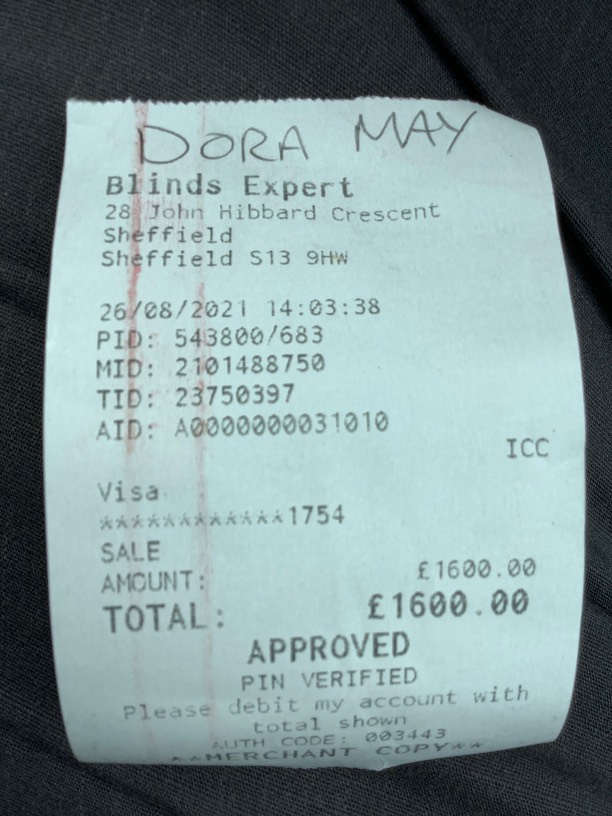 DORA MAY
Blinds Expert
28 John Hibbard Crescent
Sheffield
Sheffield S13 9HW
26/08/2021 14:03:38
PID: 543800/683
MID: 2101488750
TID: 23750397
AID: A0000000031010
ICC
Visa
************1754
SALE
AMOUNT: £1600.00
TOTAL: £1600.00
APPROVED
PIN VERIFIED
Please debit my account with
total shown
AUTH CODE: 003443
**MERCHANT COPY**